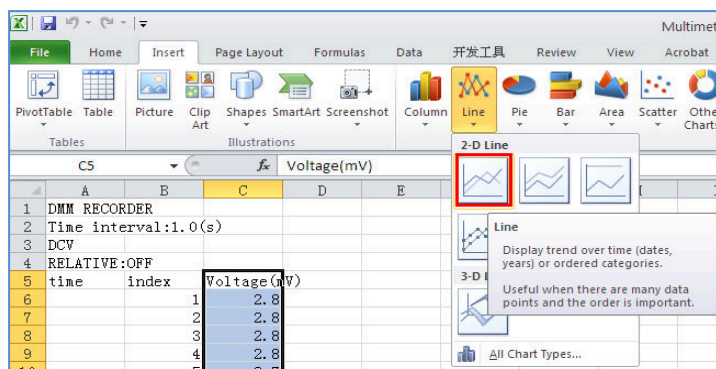 Multimet
File Home Insert Page Layout Formulas Data 开发工具 Review View Acrobat
PivotTable Table Picture Clip Art Shapes SmartArt Screenshot Column Line Pie Bar Area Scatter Othe Charts
Tables Illustrations
2-D Line
C5 fx Voltage(mV)
A B C D E
1 DMM RECORDER
2 Time interval:1.0(s)
3 DCV
4 RELATIVE:OFF
5 time index Voltage(mV)
6 1 2.8
7 2 2.8
8 3 2.8
9 4 2.8
Line
Display trend over time (dates,
years) or ordered categories.
Useful when there are many data
points and the order is important.
3-D L
All Chart Types...